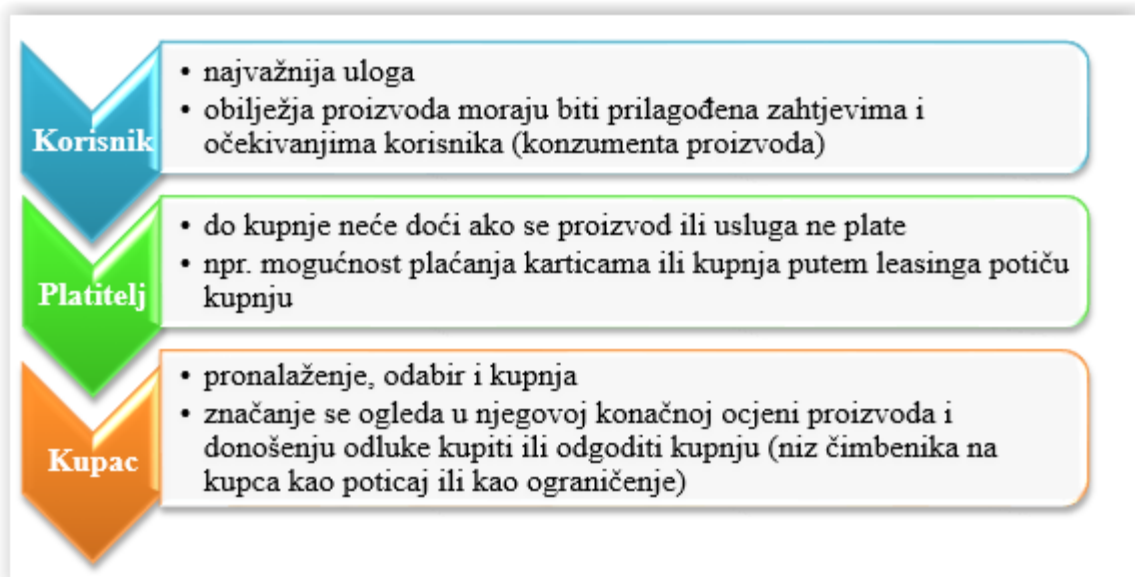 Korisnik
• najvažnija uloga
• obilježja proizvoda moraju biti prilagođena zahtjevima i
očekivanjima korisnika (konzumenta proizvoda)
Platitelj
• do kupnje neće doći ako se proizvod ili usluga ne plate
• npr. mogućnost plaćanja karticama ili kupnja putem leasinga potiču
kupnju
Kupac
• pronalaženje, odabir i kupnja
• značanje se ogleda u njegovoj konačnoj ocjeni proizvoda i
donošenju odluke kupiti ili odgoditi kupnju (niz čimbenika na
kupca kao poticaj ili kao ograničenje)